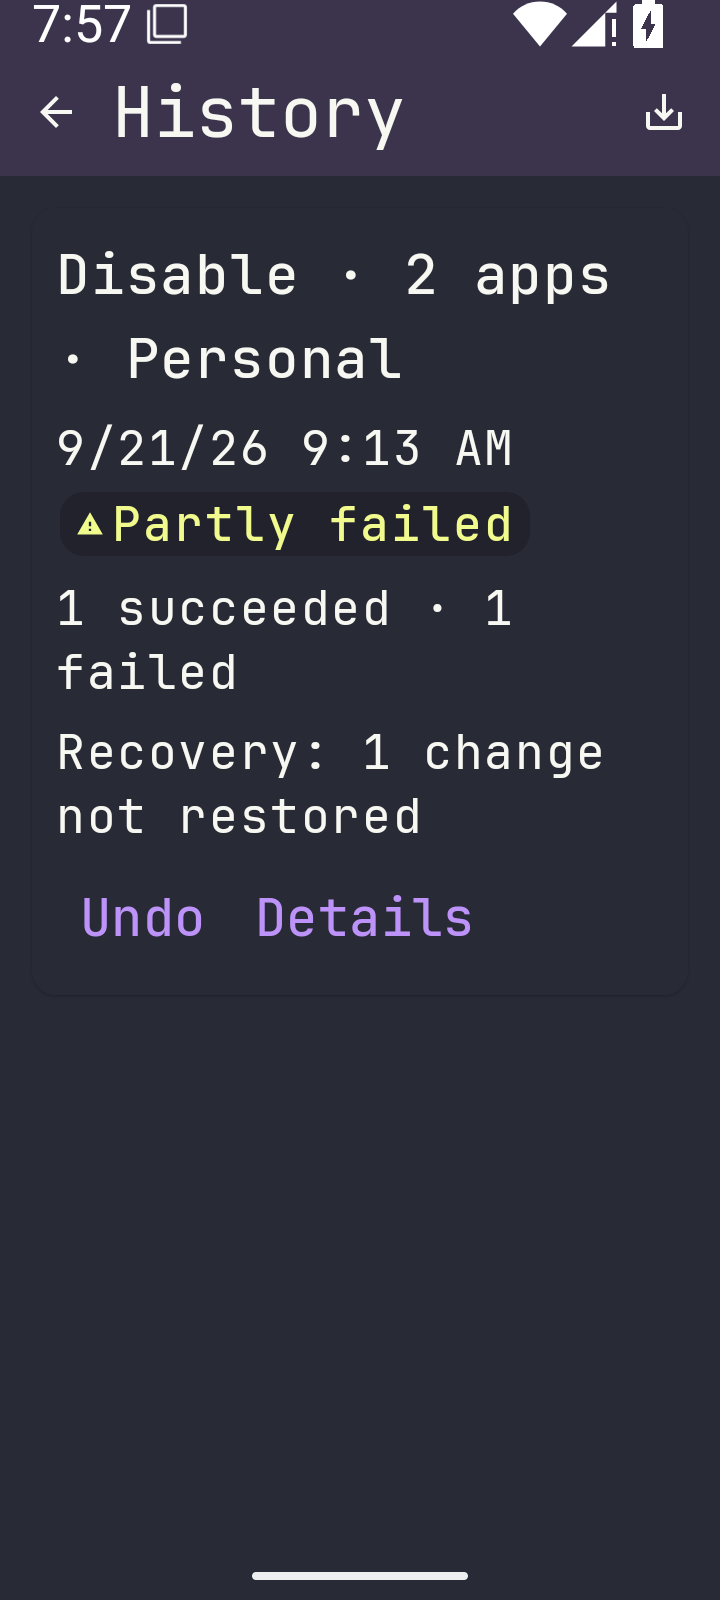 7:57
History
Disable · 2 apps
· Personal
9/21/26 9:13 AM
Partly failed
1 succeeded · 1
failed
Recovery: 1 change
not restored
Undo Details